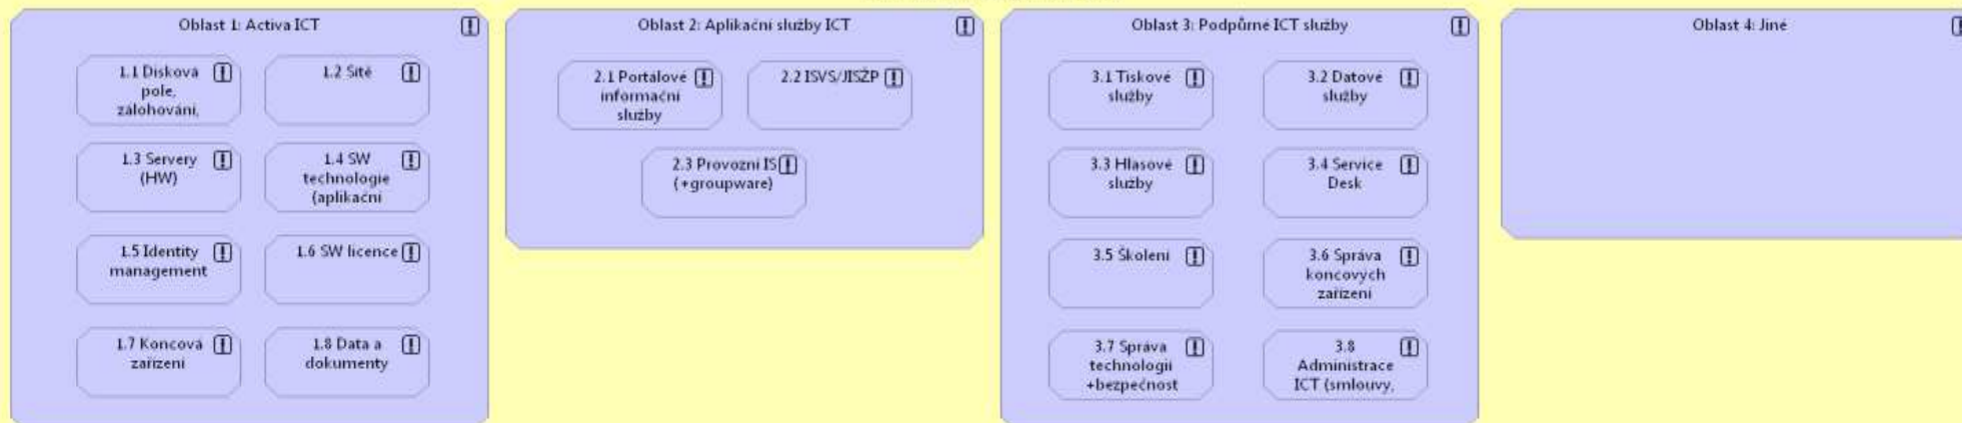 Oblast 1: Activa ICT
1.1 Disková
pole,
zálohování,
1.2 Sítě
1.3 Servery
(HW)
1.4 SW
technologie
(aplikační
1.5 Identity
management
1.6 SW licence
1.7 Koncová
zařízení
1.8 Data a
dokumenty
Oblast 2: Aplikační služby ICT
2.1 Portálové
informační
služby
2.2 ISVS/JISŽP
2.3 Provozní IS
(+groupware)
Oblast 3: Podpůrné ICT služby
3.1 Tiskové
služby
3.2 Datové
služby
3.3 Hlasové
služby
3.4 Service
Desk
3.5 Školení
3.6 Správa
koncových
zařízení
3.7 Správa
technologií
+bezpečnost
3.8
Administrace
ICT (smlouvy,
Oblast 4: Jiné